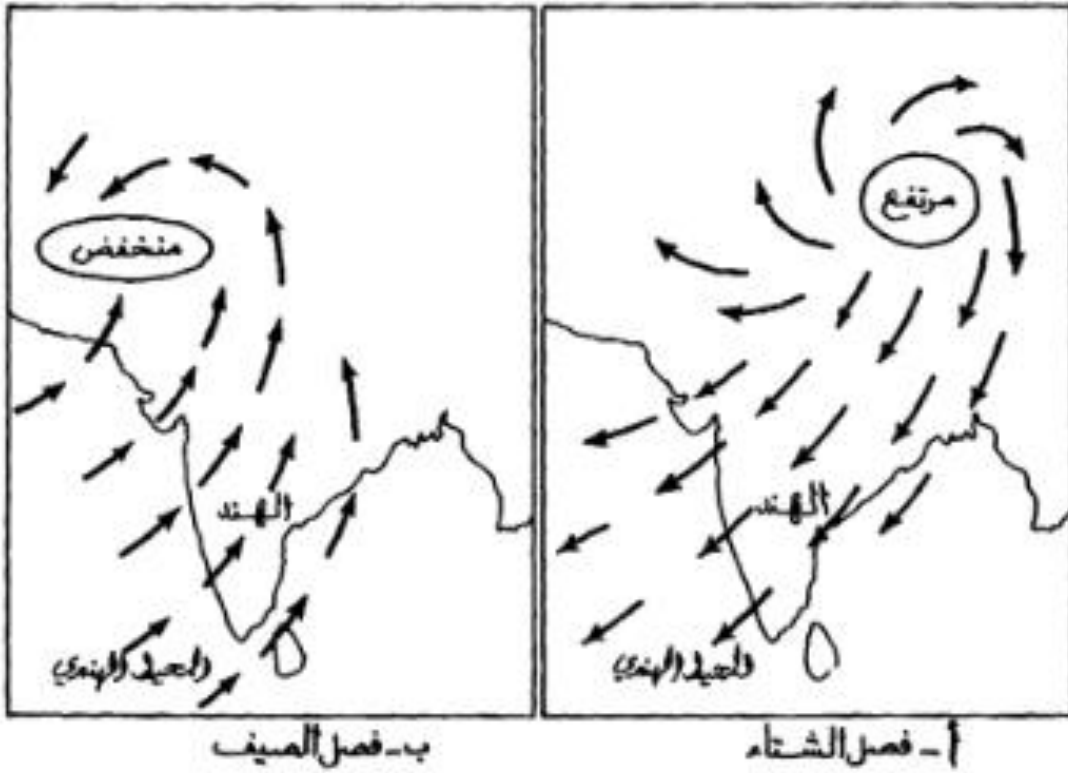 مرتفع
الهند
المحيط الهندي
أ - فصل الشتاء
منخفض
الهند
المحيط الهندي
ب - فصل الصيف